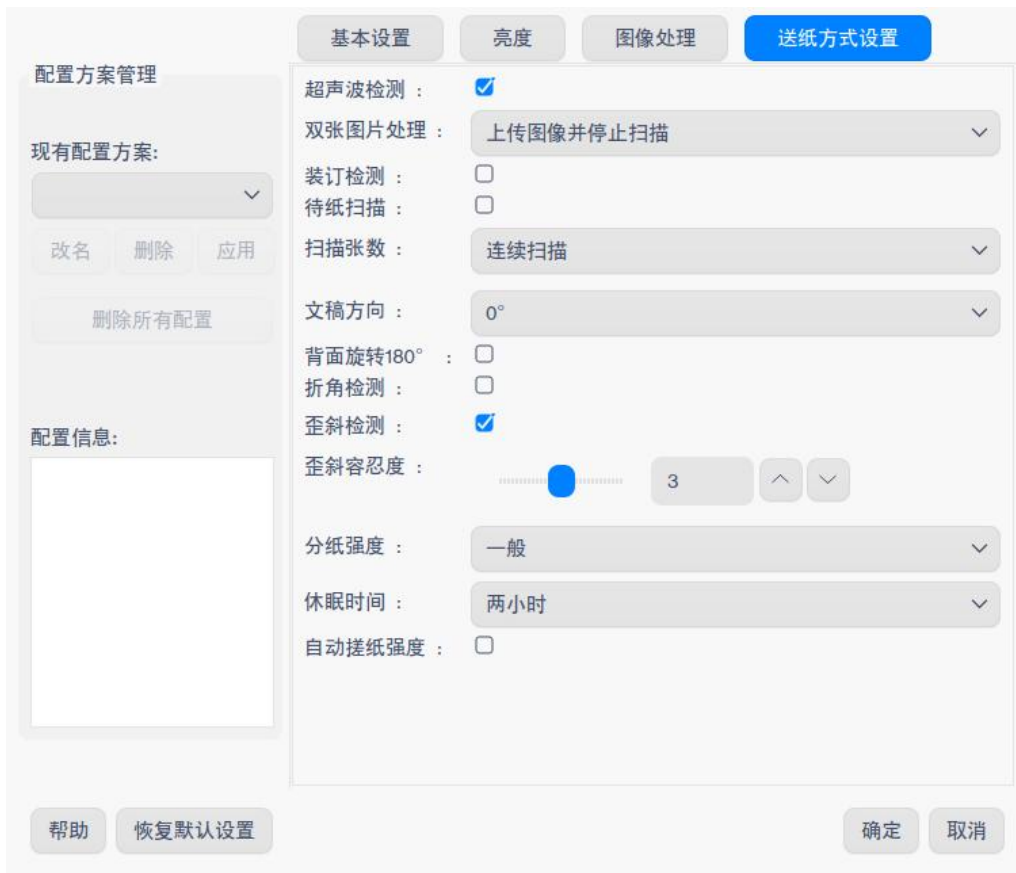 基本设置 亮度 图像处理 送纸方式设置
配置方案管理
现有配置方案:
改名 删除 应用
删除所有配置
配置信息:
超声波检测 :
双张图片处理 : 上传图像并停止扫描
装订检测 :
待纸扫描 :
扫描张数 : 连续扫描
文稿方向 : 0°
背面旋转180° :
折角检测 :
歪斜检测 :
歪斜容忍度 : 3
分纸强度 : 一般
休眠时间 : 两小时
自动搓纸强度 :
帮助 恢复默认设置 确定 取消